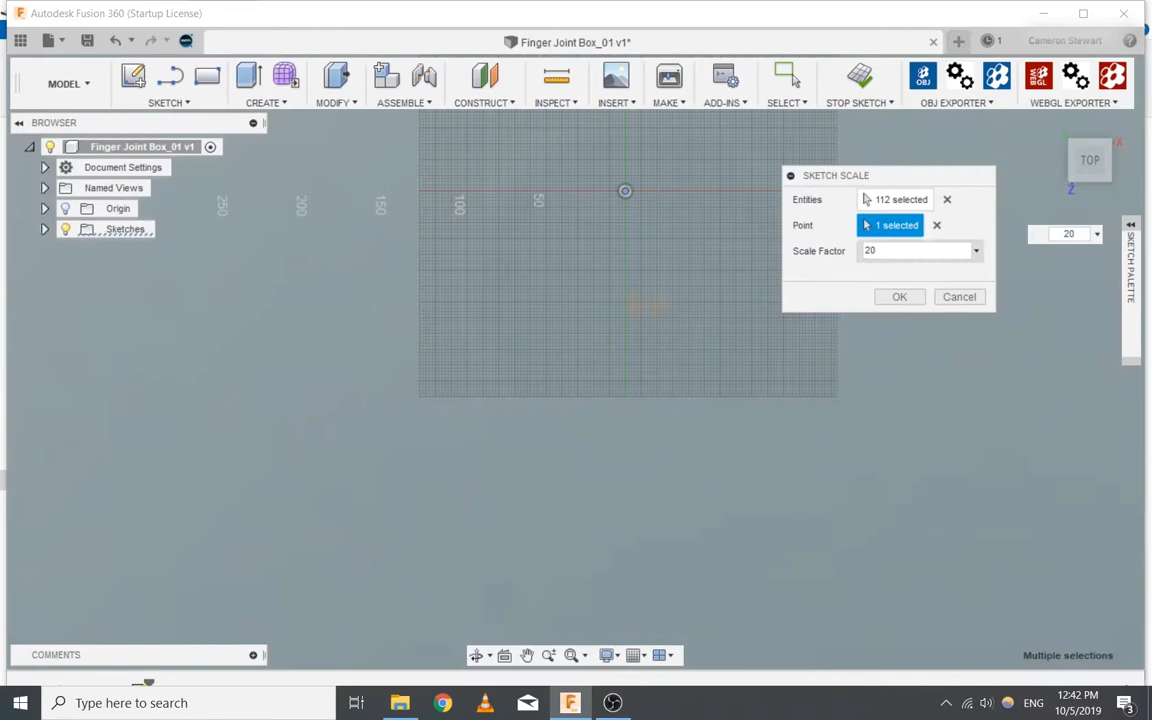 Autodesk Fusion 360 (Startup License)
Finger Joint Box_01 v1*
1
Cameron Stewart
MODEL
SKETCH
CREATE
MODIFY
ASSEMBLE
CONSTRUCT
INSPECT
INSERT
MAKE
ADD-INS
SELECT
STOP SKETCH
OBJ EXPORTER
WEBGL EXPORTER
OBJ
WEBGL
BROWSER
Finger Joint Box_01 v1
Document Settings
Named Views
Origin
Sketches
250
200
150
100
50
TOP
X
Z
SKETCH SCALE
Entities
112 selected
Point
1 selected
Scale Factor
20
OK
Cancel
20
SKETCH PALETTE
COMMENTS
Multiple selections
Type here to search
ENG
12:42 PM
10/5/2019
3